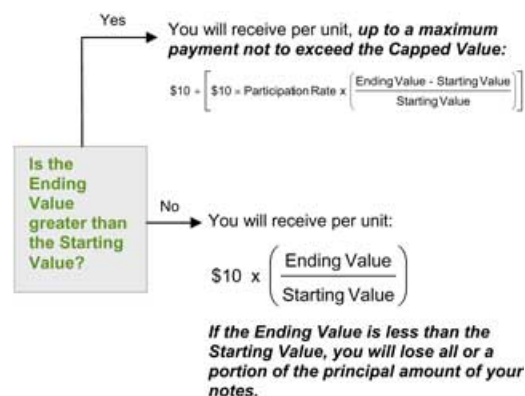 Yes
You will receive per unit, up to a maximum
payment not to exceed the Capped Value:
$10 + [ $10 × Participation Rate x ( Ending Value - Starting Value
Starting Value ) ]
Is the
Ending
Value
greater than
the Starting
Value?
No
You will receive per unit:
$10 x ( Ending Value
Starting Value )
If the Ending Value is less than the
Starting Value, you will lose all or a
portion of the principal amount of your
notes.